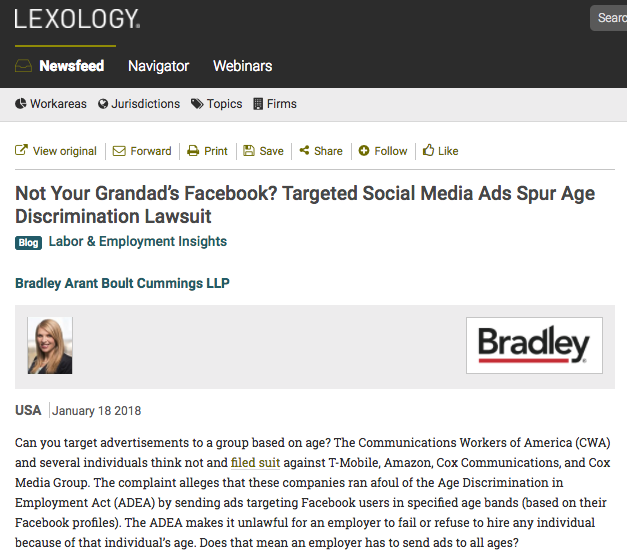 LEXOLOGY.
Searc
Newsfeed Navigator Webinars
Workareas Jurisdictions Topics Firms
View original Forward Print Save Share Follow Like
Not Your Grandad's Facebook? Targeted Social Media Ads Spur Age
Discrimination Lawsuit
Blog Labor & Employment Insights
Bradley Arant Boult Cummings LLP
Bradley
USA January 18 2018
Can you target advertisements to a group based on age? The Communications Workers of America (CWA)
and several individuals think not and filed suit against T-Mobile, Amazon, Cox Communications, and Cox
Media Group. The complaint alleges that these companies ran afoul of the Age Discrimination in
Employment Act (ADEA) by sending ads targeting Facebook users in specified age bands (based on their
Facebook profiles). The ADEA makes it unlawful for an employer to fail or refuse to hire any individual
because of that individual's age. Does that mean an employer has to send ads to all ages?